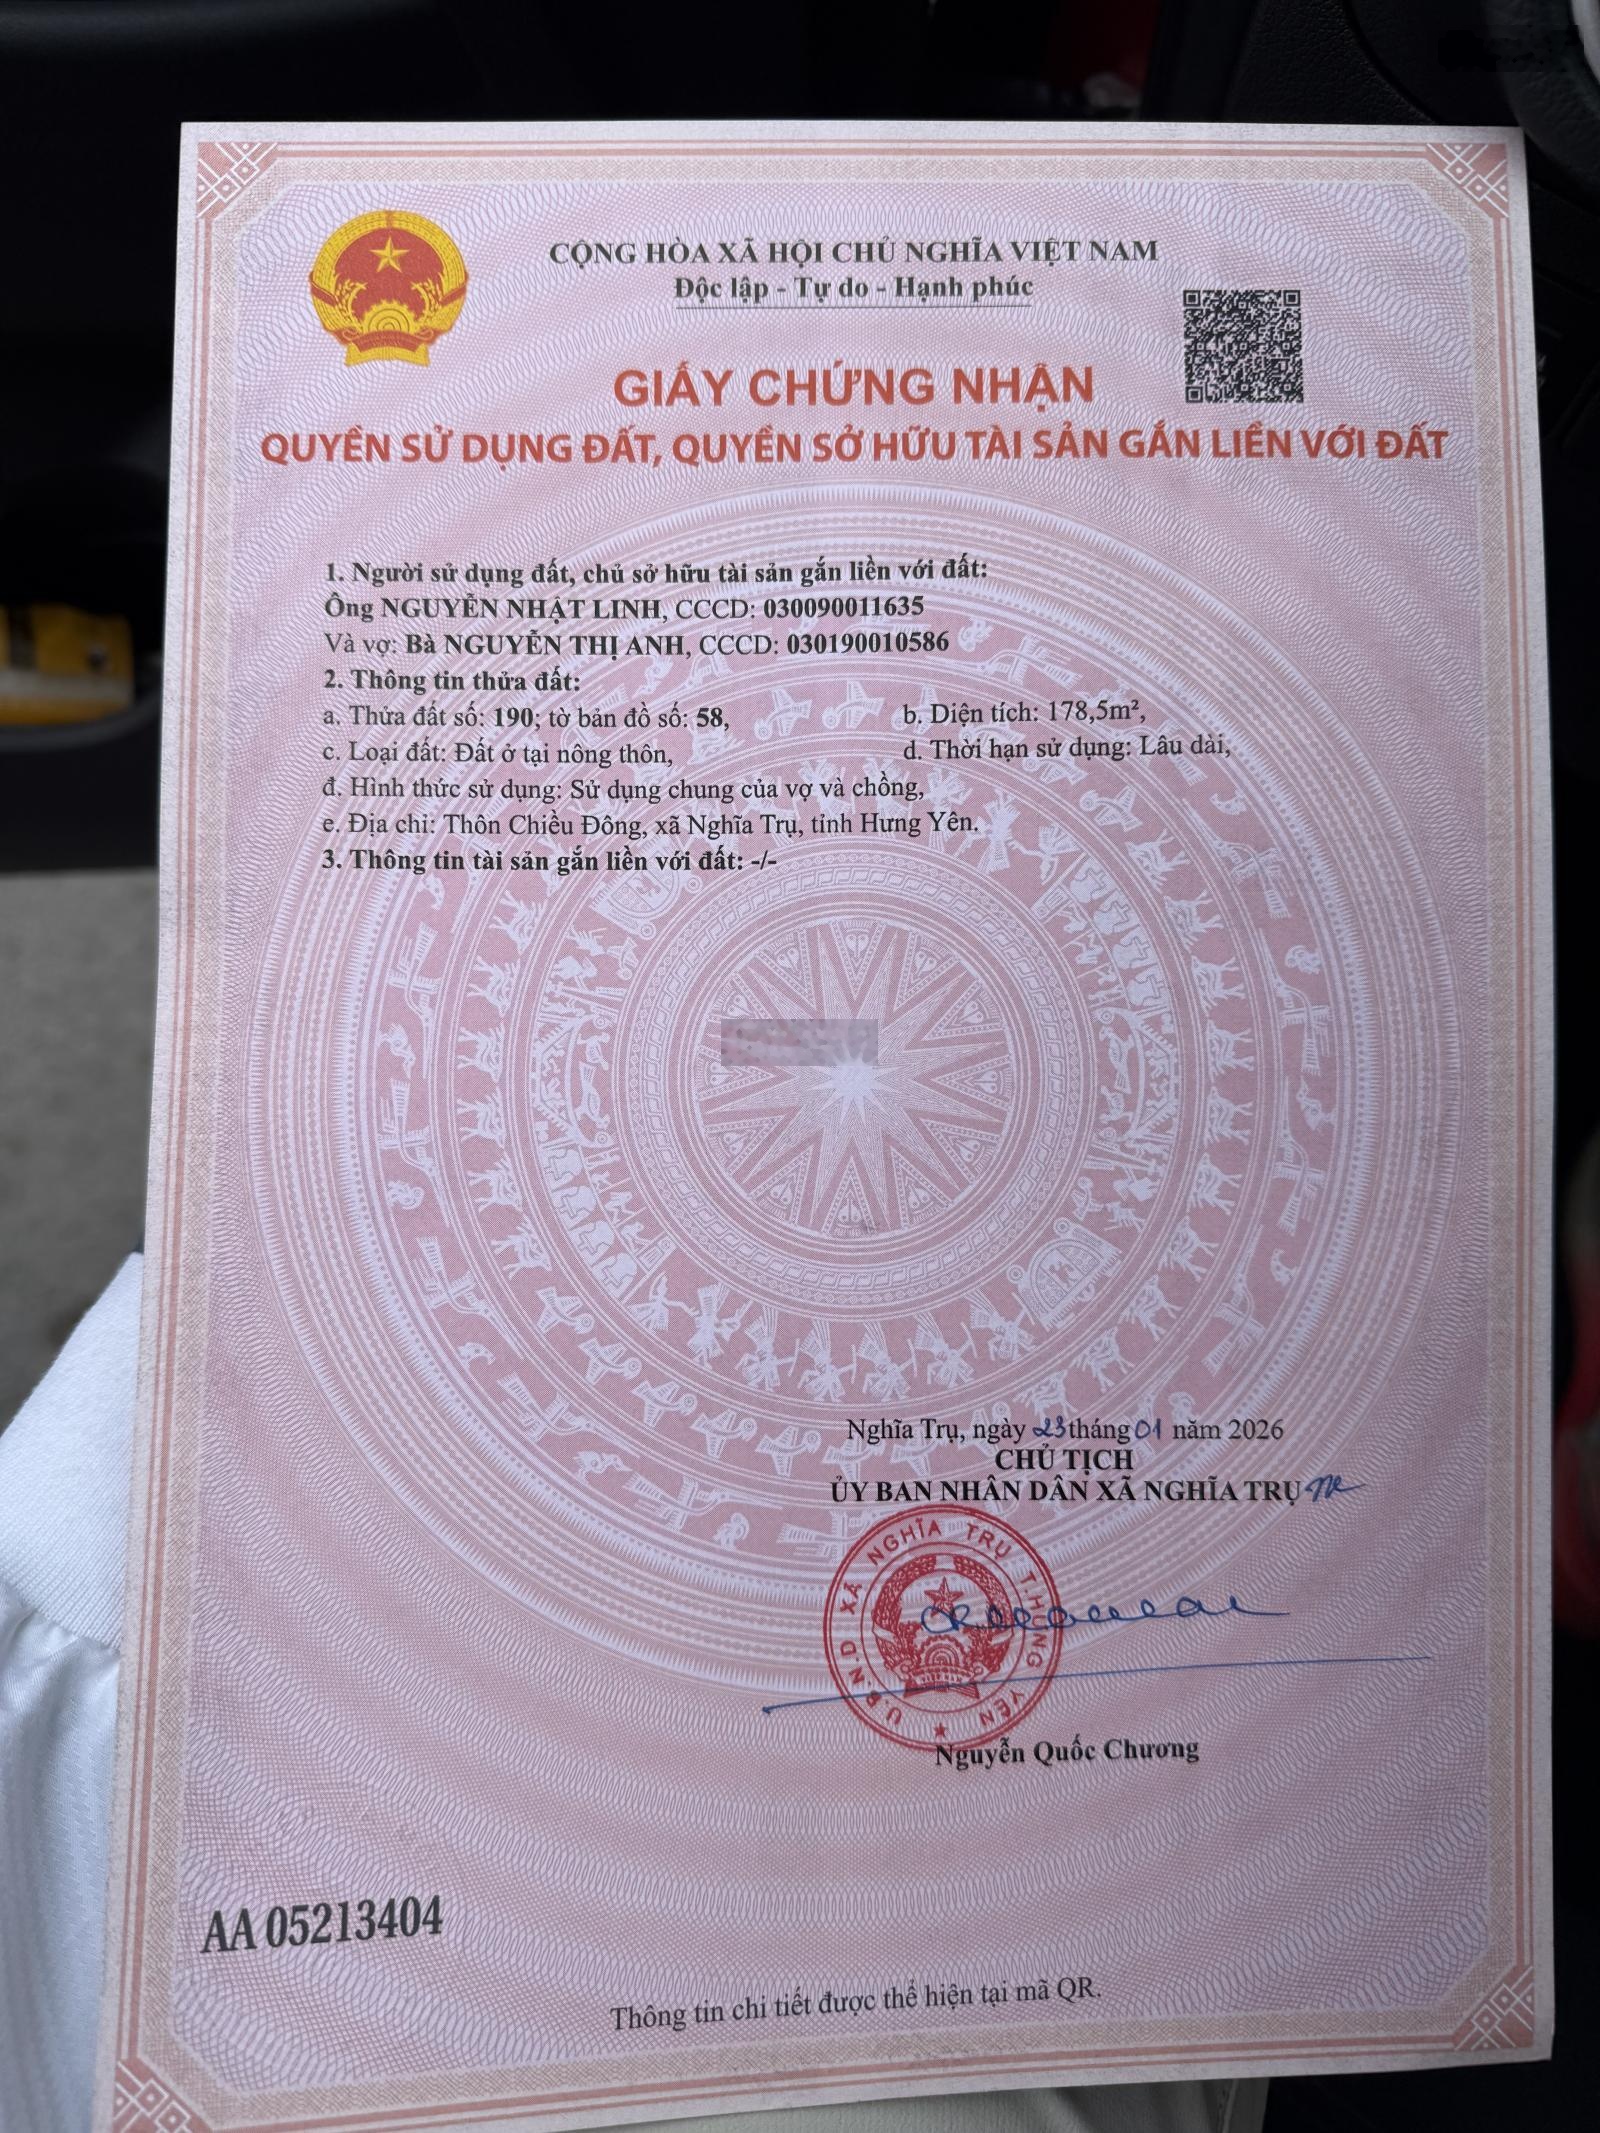 CỘNG HÒA XÃ HỘI CHỦ NGHĨA VIỆT NAM
Độc lập - Tự do - Hạnh phúc
GIẤY CHỨNG NHẬN
QUYỀN SỬ DỤNG ĐẤT, QUYỀN SỞ HỮU TÀI SẢN GẮN LIỀN VỚI ĐẤT
1. Người sử dụng đất, chủ sở hữu tài sản gắn liền với đất:
Ông NGUYỄN NHẬT LINH, CCCD: 030090011635
Và vợ: Bà NGUYỄN THỊ ANH, CCCD: 030190010586
2. Thông tin thửa đất:
a. Thửa đất số: 190; tờ bản đồ số: 58, b. Diện tích: 178,5m²,
c. Loại đất: Đất ở tại nông thôn, d. Thời hạn sử dụng: Lâu dài,
đ. Hình thức sử dụng: Sử dụng chung của vợ và chồng,
e. Địa chỉ: Thôn Chiều Đông, xã Nghĩa Trụ, tỉnh Hưng Yên.
3. Thông tin tài sản gắn liền với đất: -/-
Nghĩa Trụ, ngày 23 tháng 01 năm 2026
CHỦ TỊCH
ỦY BAN NHÂN DÂN XÃ NGHĨA TRỤ
U.B.N.D XÃ NGHĨA TRỤ T.HƯNG YÊN
Nguyễn Quốc Chương
AA 05213404
Thông tin chi tiết được thể hiện tại mã QR.